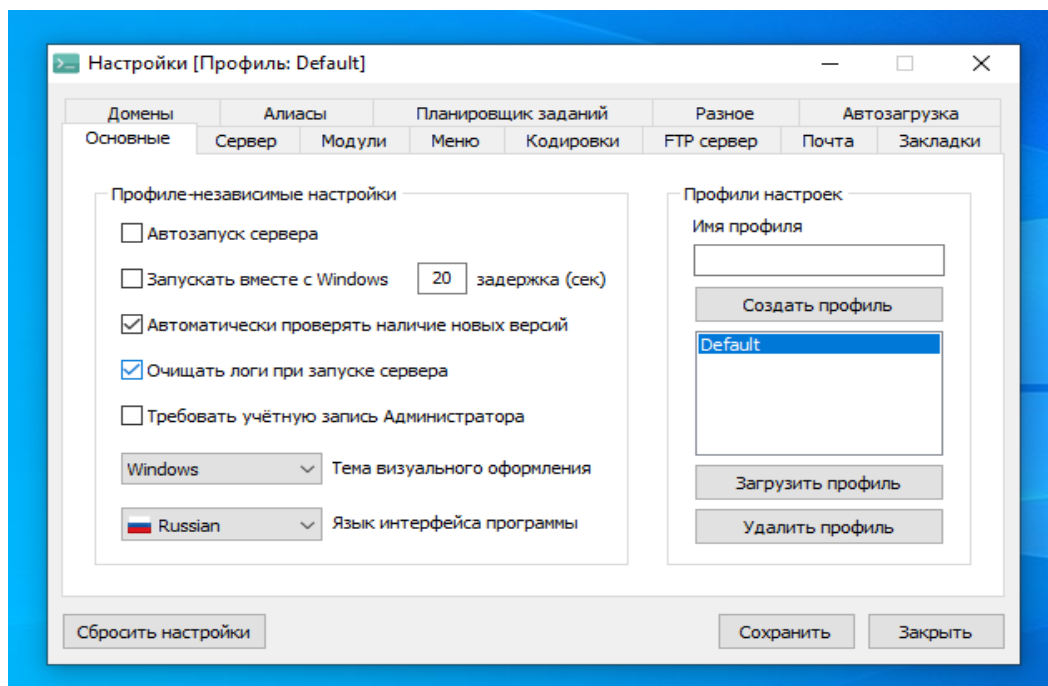 Настройки [Профиль: Default]
Домены Алиасы Планировщик заданий Разное Автозагрузка
Основные Сервер Модули Меню Кодировки FTP сервер Почта Закладки
Профиле-независимые настройки
Автозапуск сервера
Запускать вместе с Windows 20 задержка (сек)
Автоматически проверять наличие новых версий
Очищать логи при запуске сервера
Требовать учётную запись Администратора
Windows Тема визуального оформления
Russian Язык интерфейса программы
Профили настроек
Имя профиля
Создать профиль
Default
Загрузить профиль
Удалить профиль
Сбросить настройки Сохранить Закрыть